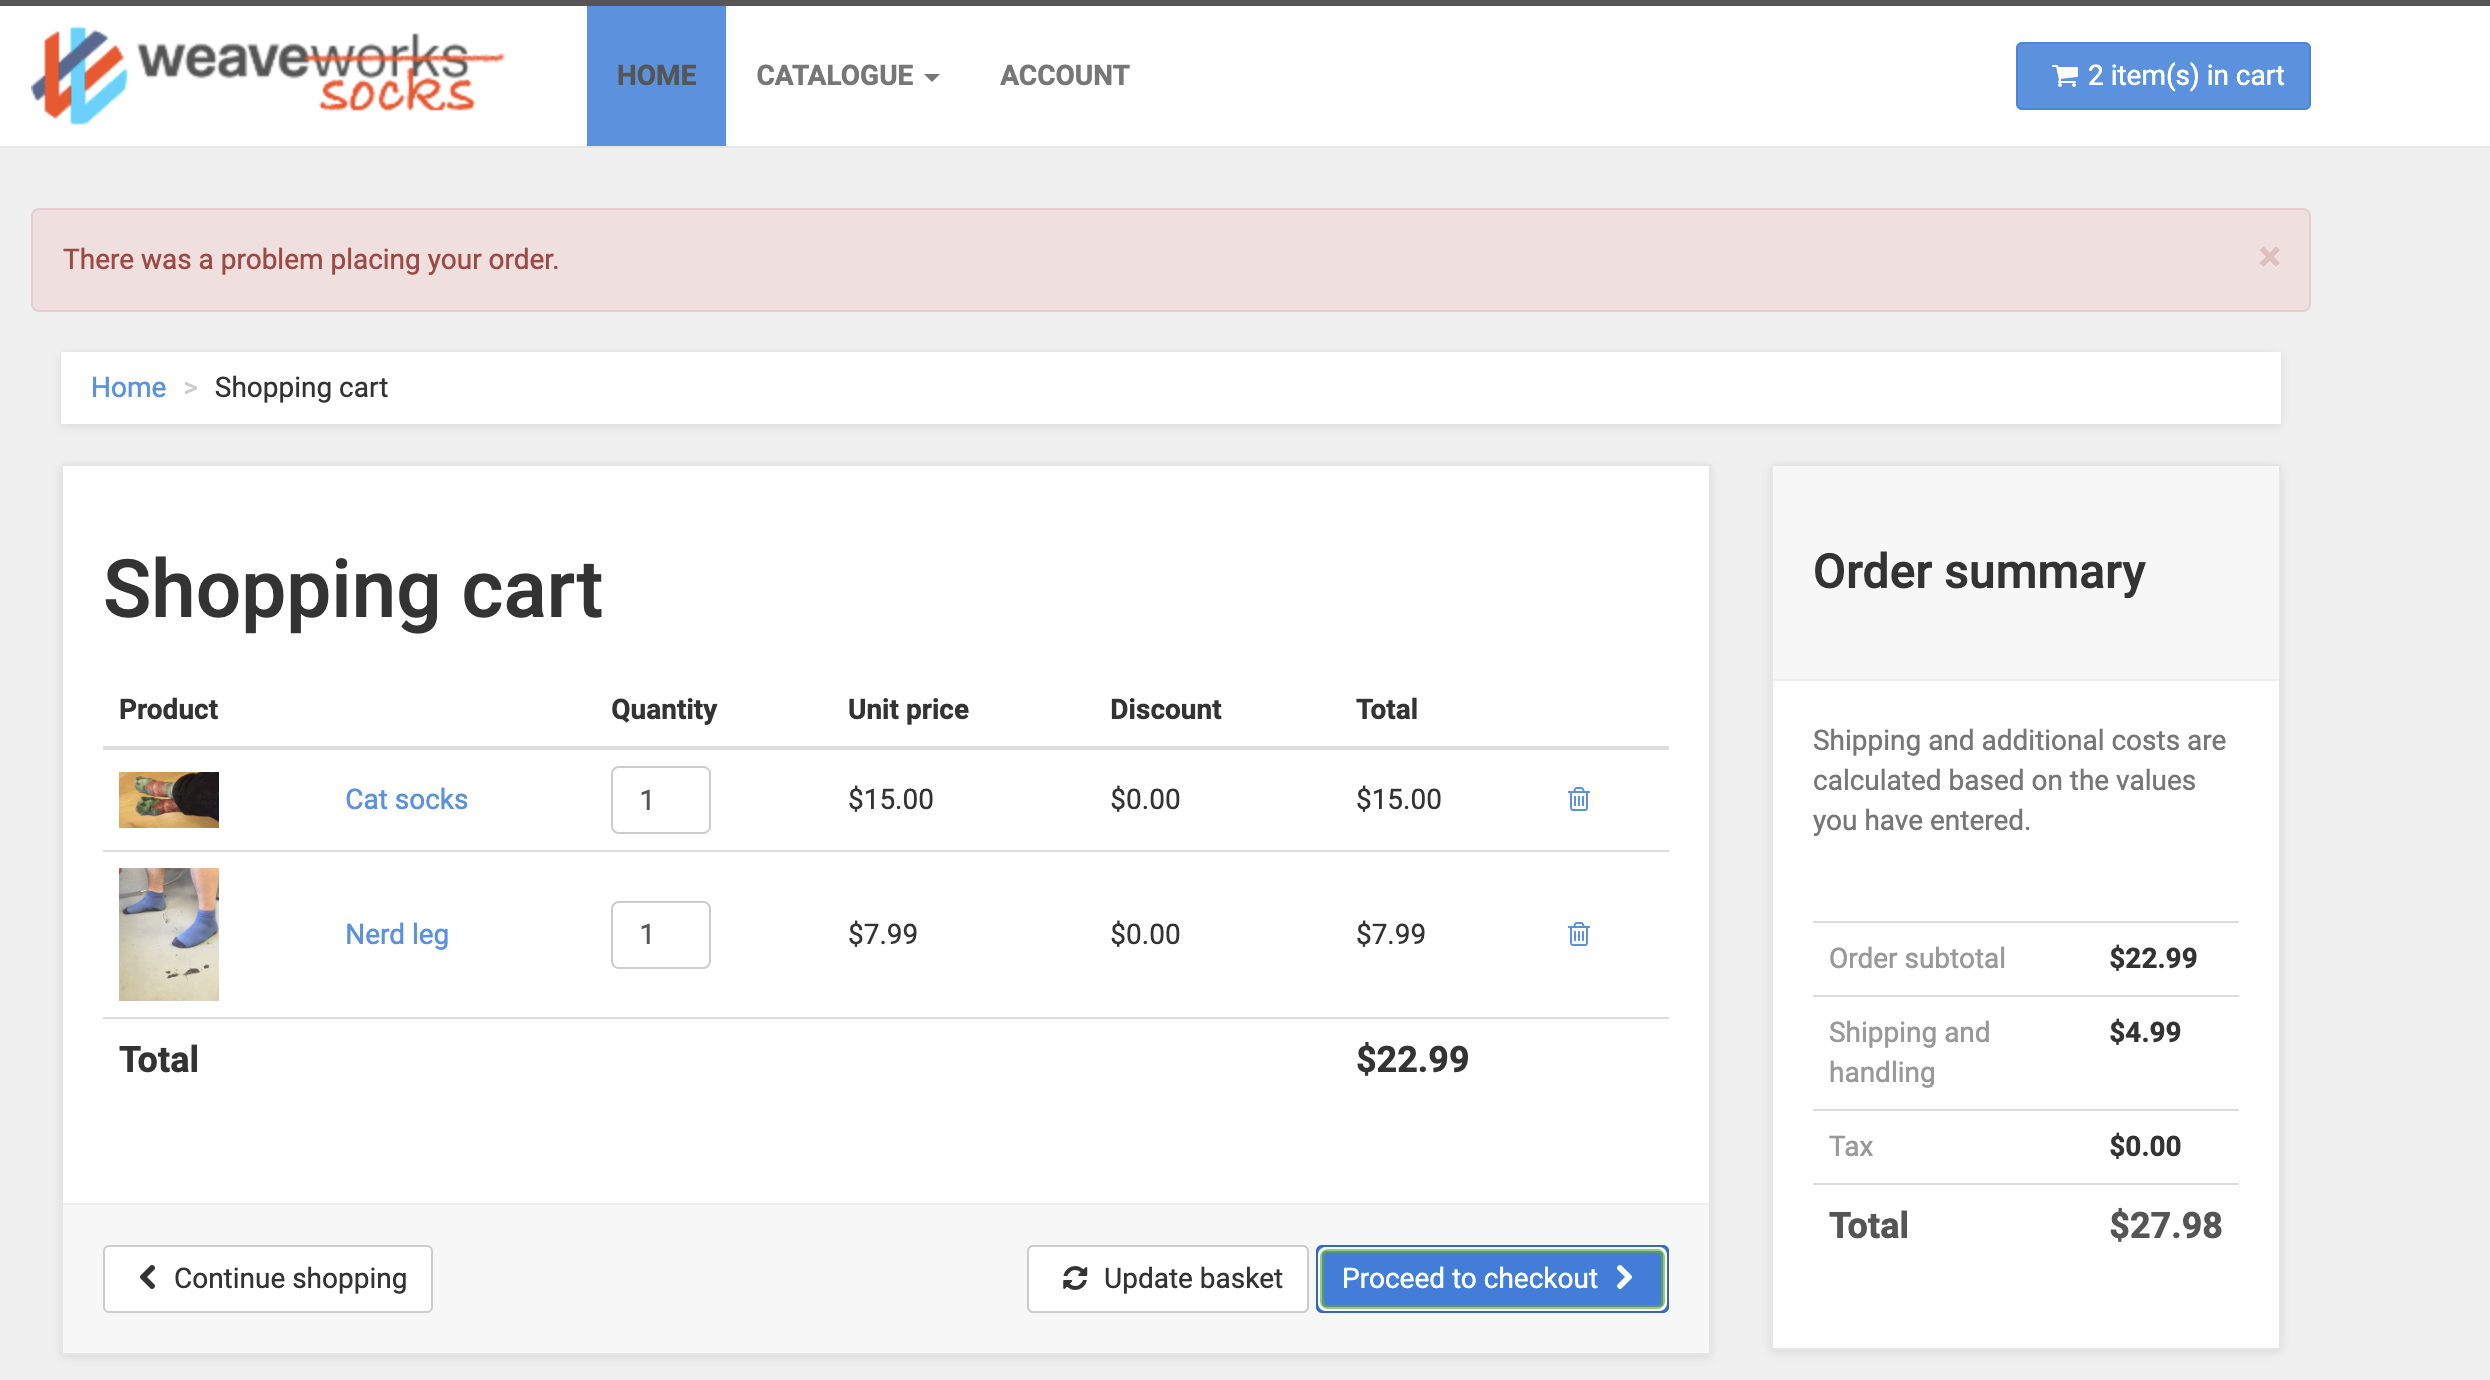 weaveworks
socks
HOME CATALOGUE ACCOUNT 2 item(s) in cart
There was a problem placing your order. ×
Home > Shopping cart
Shopping cart
Product Quantity Unit price Discount Total
Cat socks 1 $15.00 $0.00 $15.00
Nerd leg 1 $7.99 $0.00 $7.99
Total $22.99
Continue shopping Update basket Proceed to checkout
Order summary
Shipping and additional costs are
calculated based on the values
you have entered.
Order subtotal $22.99
Shipping and $4.99
handling
Tax $0.00
Total $27.98